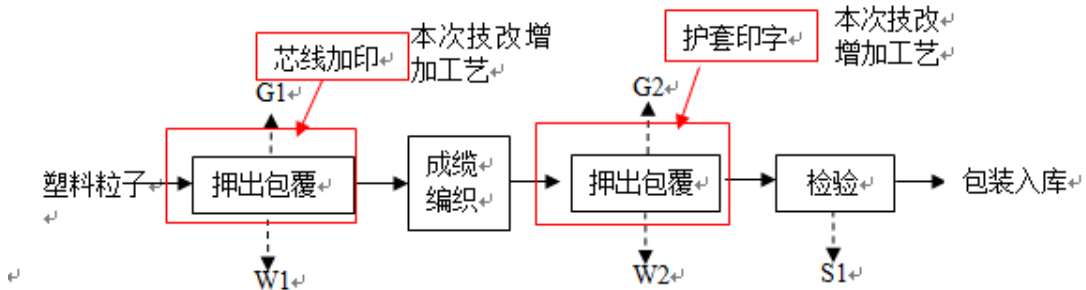 芯线加印
本次技改增
加工艺
护套印字
本次技改
增加工艺
G1
G2
塑料粒子
押出包覆
成缆
编织
押出包覆
检验
包装入库
W1
W2
S1